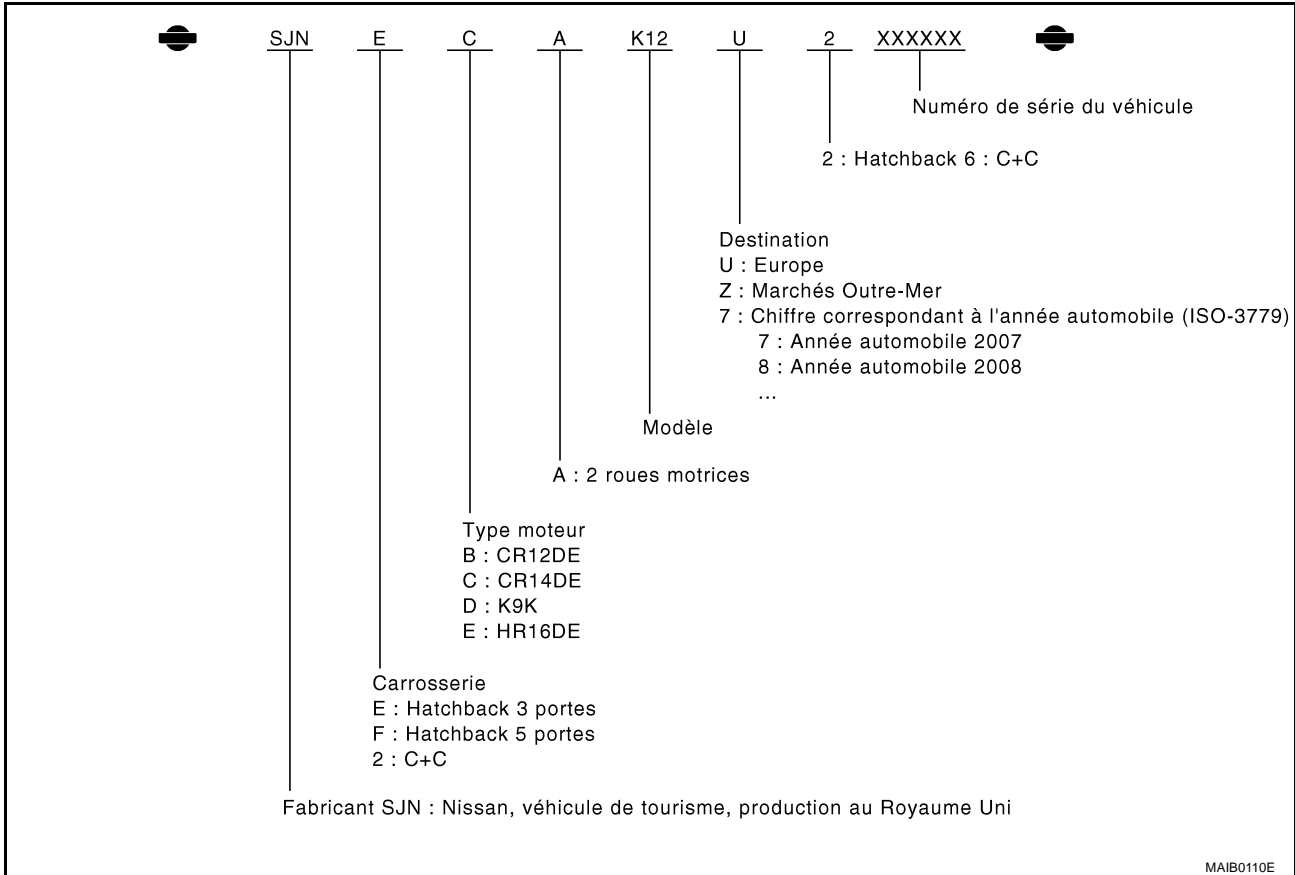 SJN E C A K12 U 2 XXXXXX
Numéro de série du véhicule
2 : Hatchback 6 : C+C
Destination
U : Europe
Z : Marchés Outre-Mer
7 : Chiffre correspondant à l'année automobile (ISO-3779)
7 : Année automobile 2007
8 : Année automobile 2008
...
Modèle
A : 2 roues motrices
Type moteur
B : CR12DE
C : CR14DE
D : K9K
E : HR16DE
Carrosserie
E : Hatchback 3 portes
F : Hatchback 5 portes
2 : C+C
Fabricant SJN : Nissan, véhicule de tourisme, production au Royaume Uni
MAIB0110E